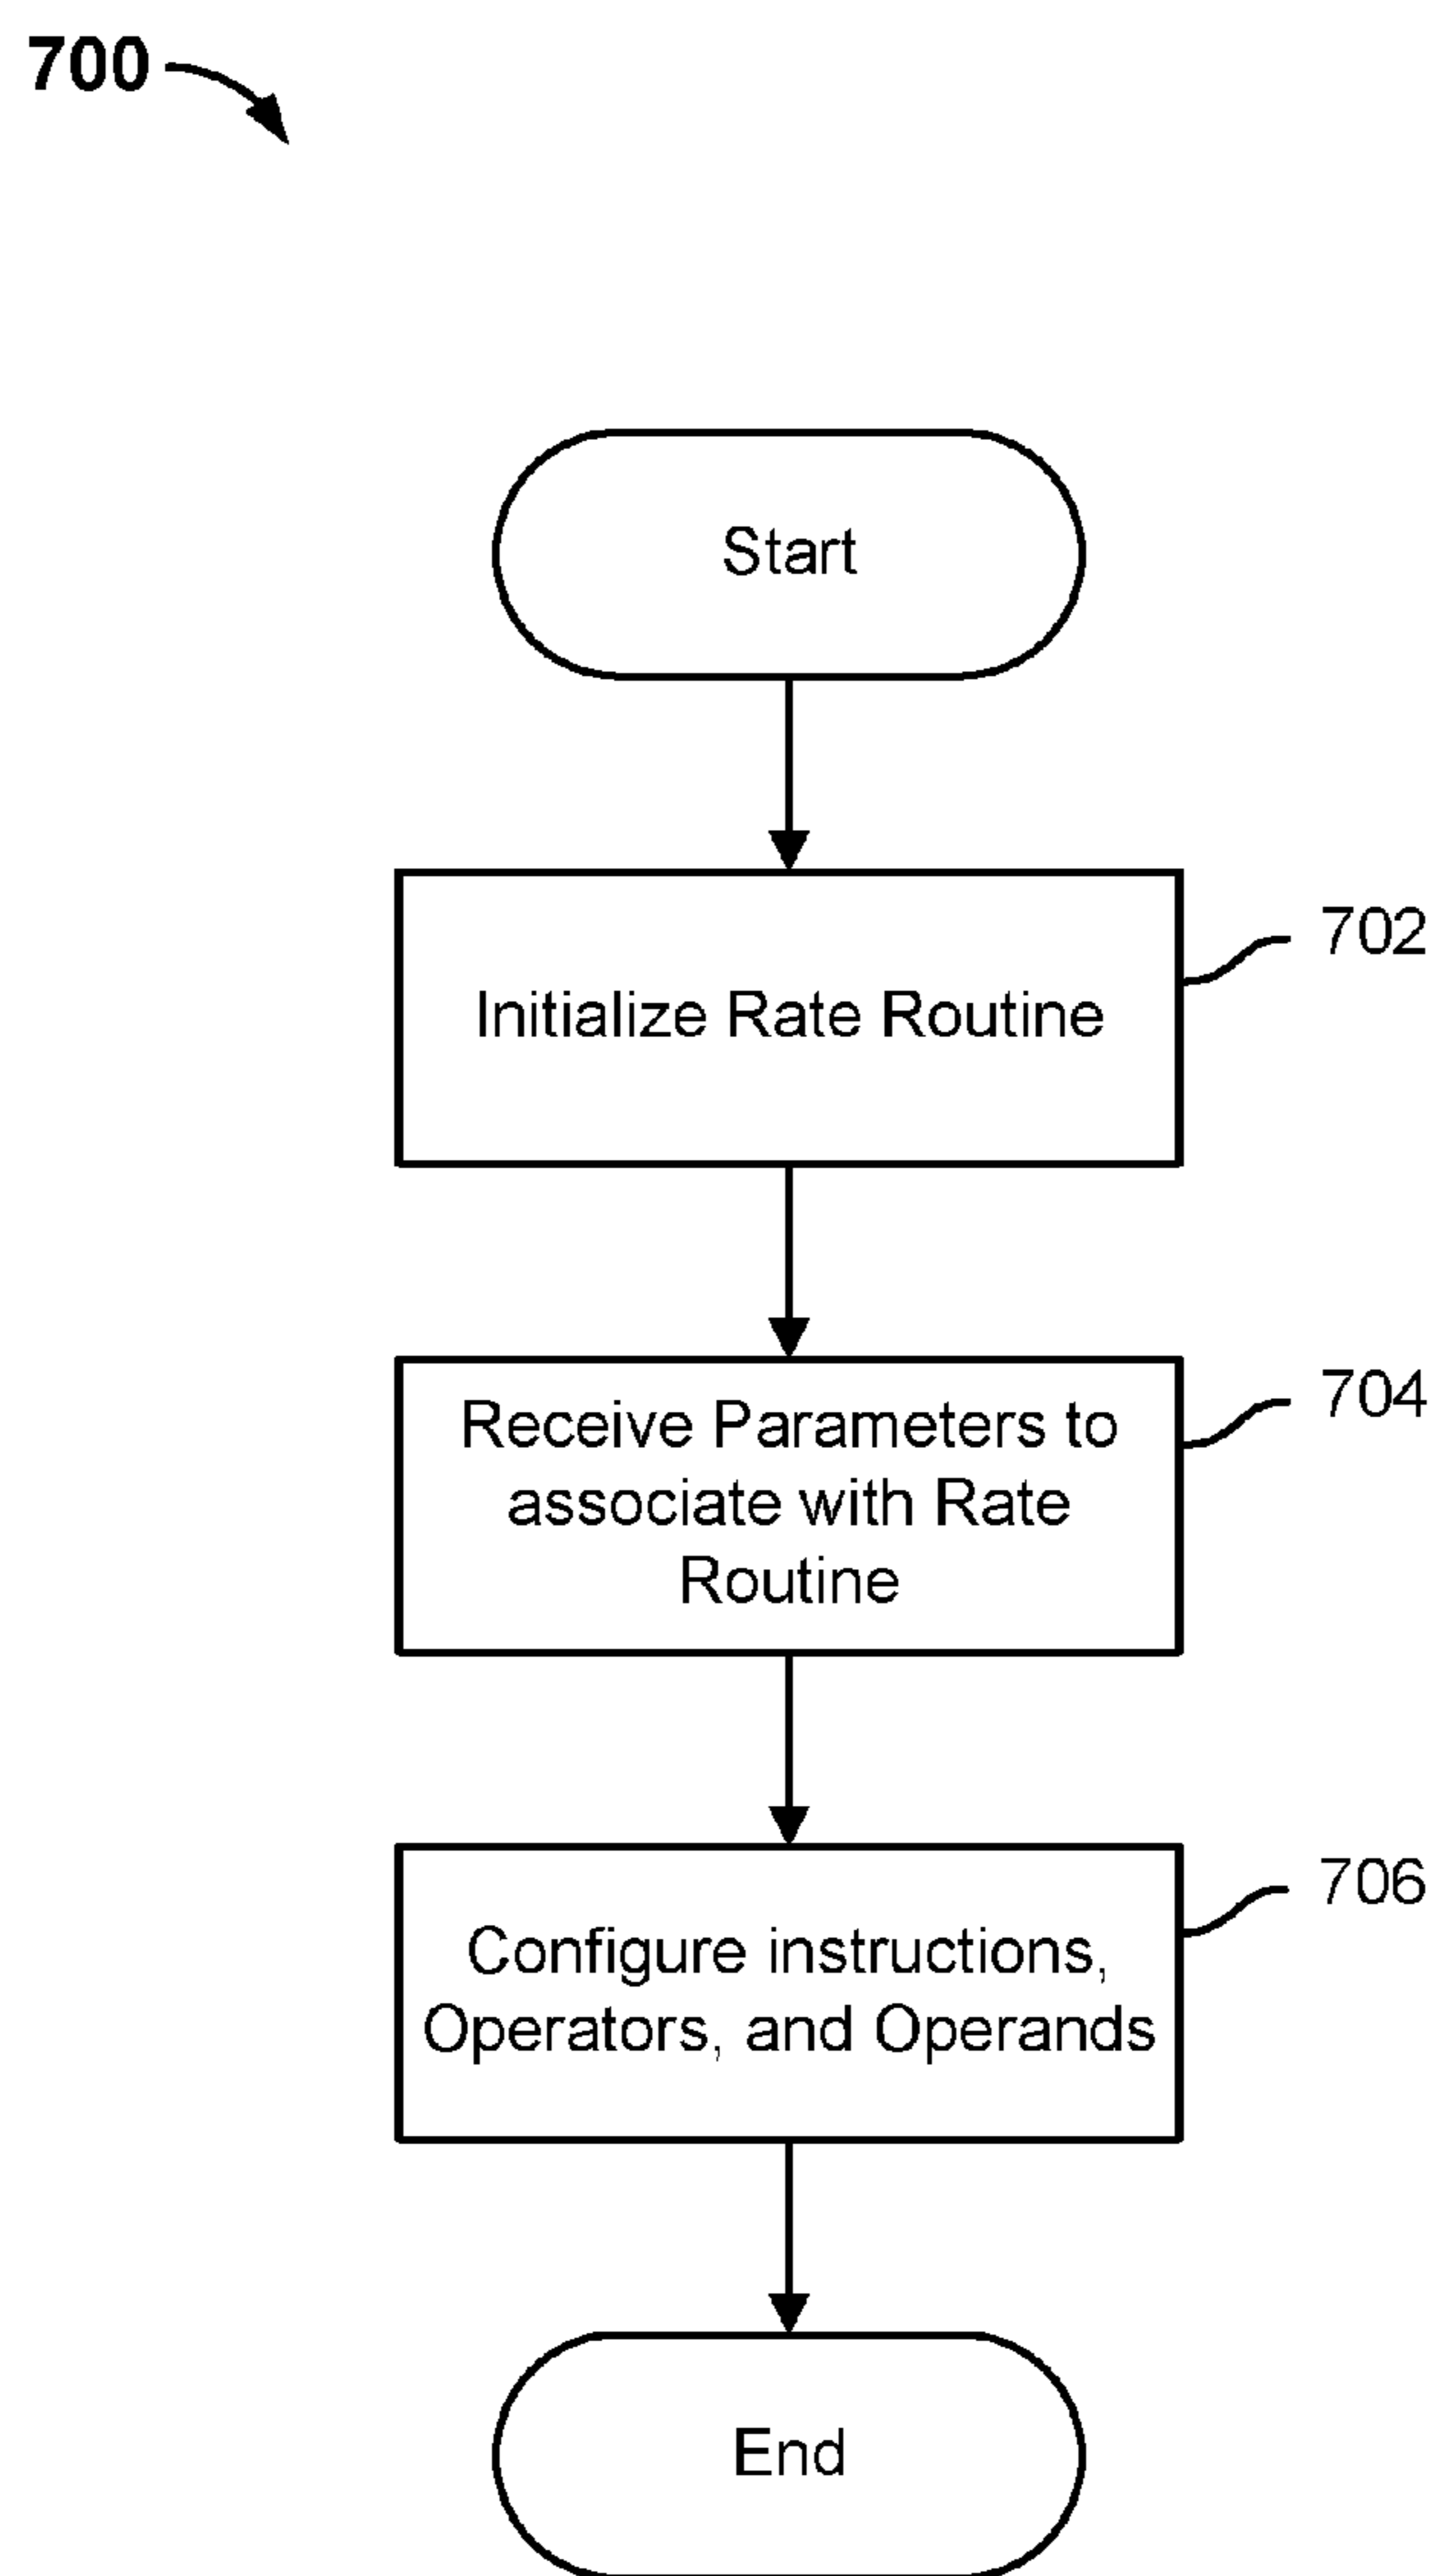 700
Start
Initialize Rate Routine
702
Receive Parameters to
associate with Rate
Routine
704
Configure instructions,
Operators, and Operands
706
End